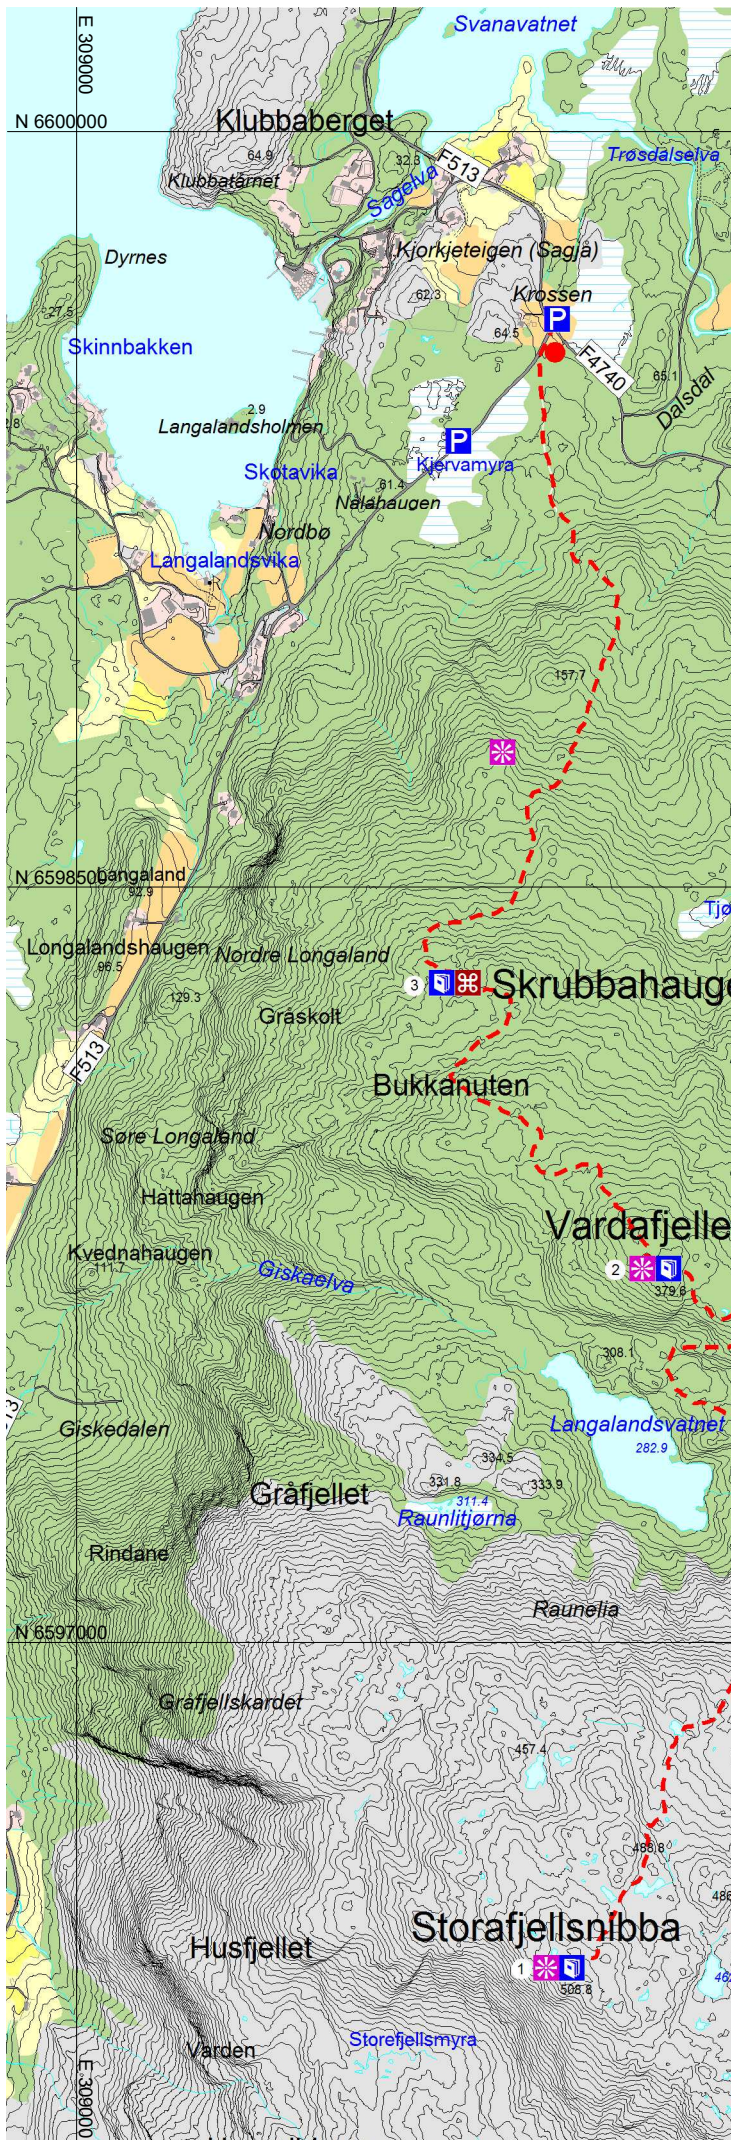 Svanavatnet
E 309000
N 6600000
Klubbaberget
F513
Trøsdalselva
64.9
32.3
Klubbatårnet
Sagelva
Dyrnes
Kjorkjeteigen (Sagjå)
62.3
Krossen
27.5
P
64.5
Skinnbakken
F4740
65.1
Dalsdal
2.9
Langalandsholmen
P
Kjervamyra
Skotavika
61.4
Nalåhaugen
Nordbø
Langalandsvika
157.7
N 6598500
Langaland
92.9
Tjø
Longalandshaugen
Nordre Longaland
96.5
3
Skrubbahauge
129.3
Gråskolt
F513
Bukkanuten
Søre Longaland
Hattahaugen
Vardafjelle
Kvednahaugen
111.7
Giskaelva
2
379.6
308.1
13
Giskedalen
Langalandsvatnet
282.9
334.5
331.8
333.9
Gråfjellet
311.4
Raunlitjørna
Rindane
Raunelia
N 6597000
Gråfjellskardet
457.4
488.8
486
Storafjellsnibba
Husfjellet
1
508.8
462
Varden
Storefjellsmyra
E 309000